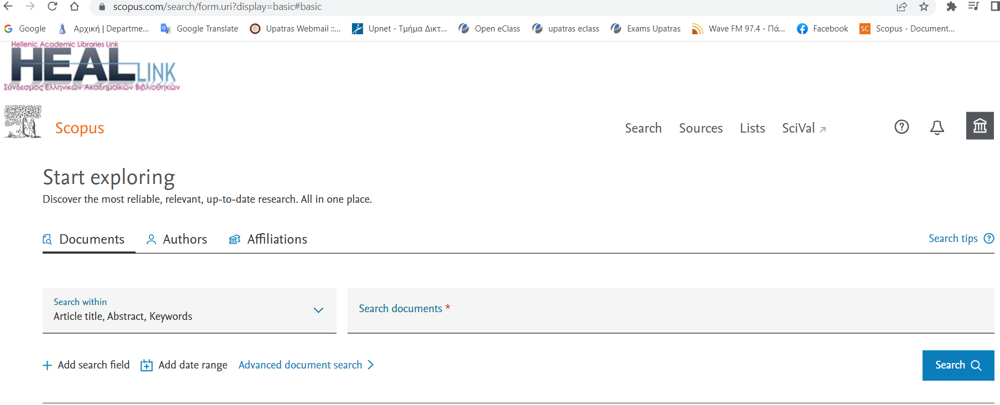 scopus.com/search/form.uri?display=basic#basic
Google Αρχική | Departme... Google Translate Upatras Webmail ::... Upnet - Τμήμα Δικτ... Open eClass upatras eclass Exams Upatras Wave FM 97.4 - Πά... Facebook SC Scopus - Document...
Hellenic Academic Libraries Link
HEAL LINK
Σύνδεσμος Ελληνικών Ακαδημαϊκών Βιβλιοθηκών
Scopus
Search Sources Lists SciVal
Start exploring
Discover the most reliable, relevant, up-to-date research. All in one place.
Documents Authors Affiliations Search tips
Search within
Article title, Abstract, Keywords
Search documents *
Add search field Add date range Advanced document search
Search